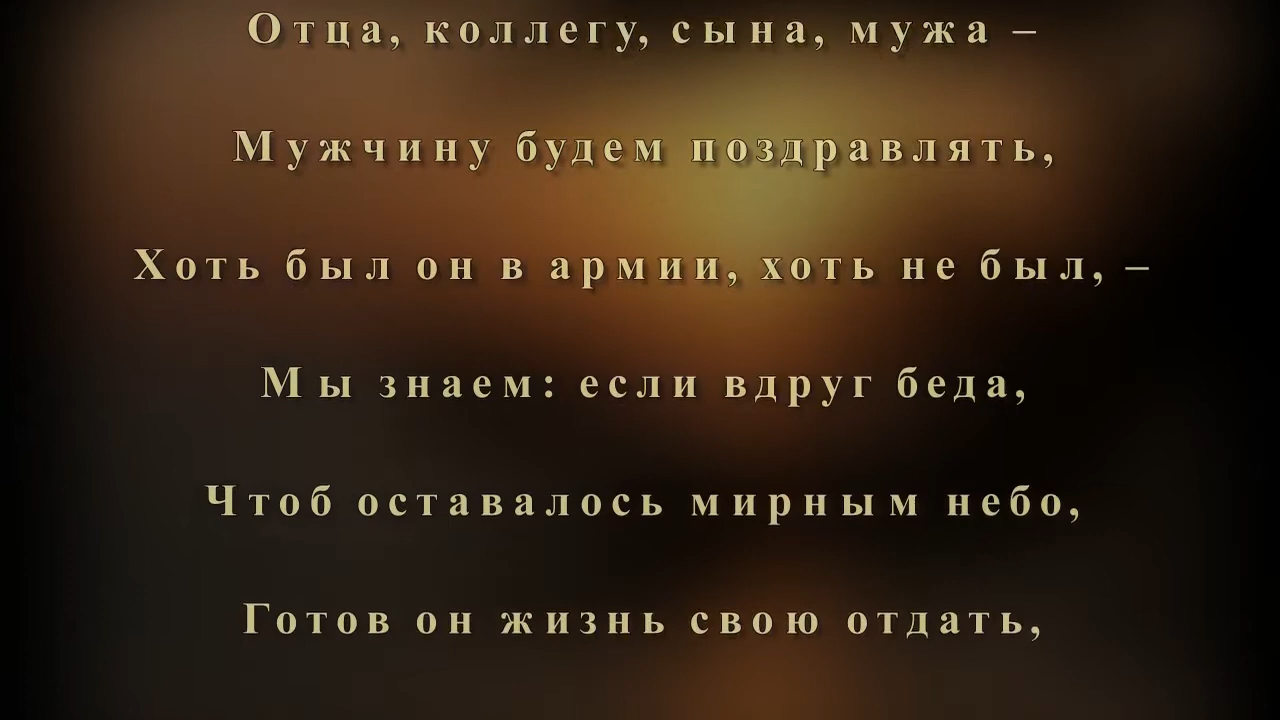 Отца, коллегу, сына, мужа –
Мужчину будем поздравлять,
Хоть был он в армии, хоть не был, –
Мы знаем: если вдруг беда,
Чтоб оставалось мирным небо,
Готов он жизнь свою отдать,